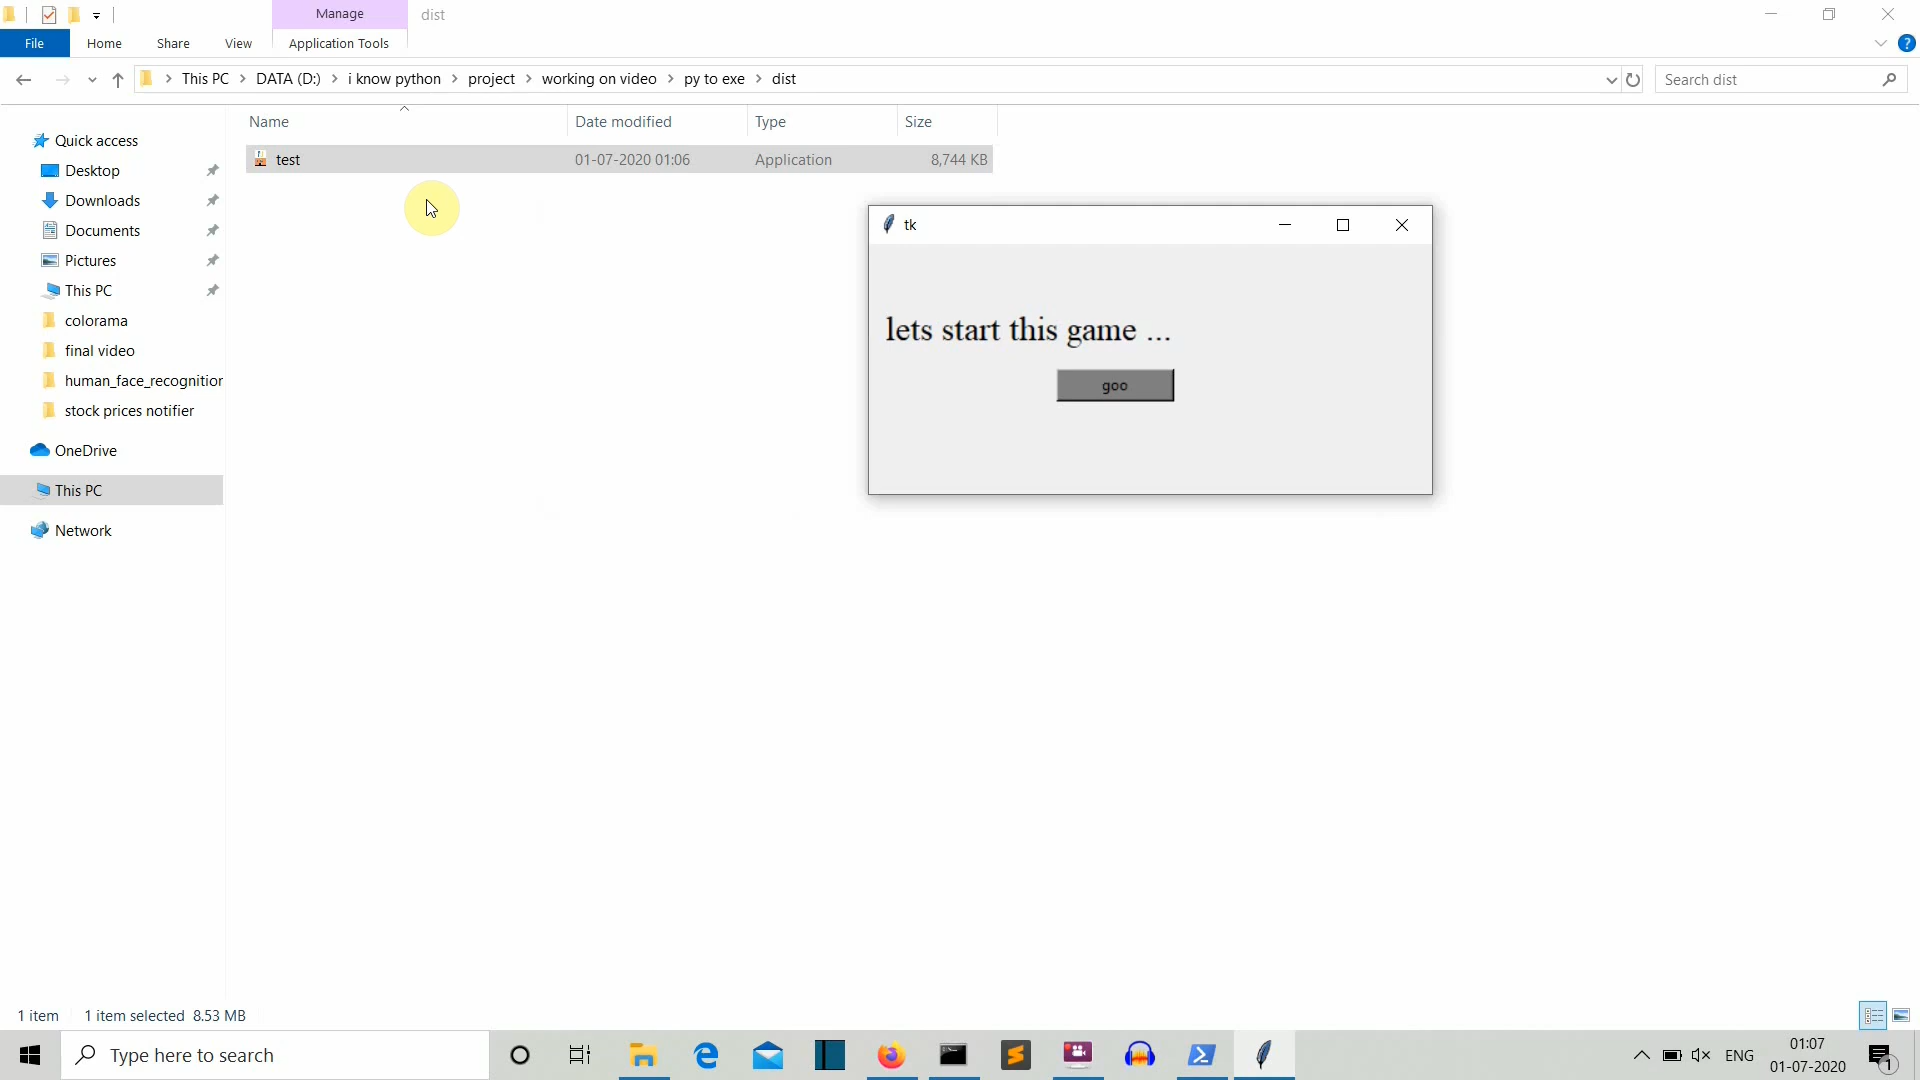 Manage
dist
File
Home
Share
View
Application Tools
This PC
DATA (D:)
i know python
project
working on video
py to exe
dist
Search dist
Name
Date modified
Type
Size
test
01-07-2020 01:06
Application
8,744 KB
Quick access
Desktop
Downloads
Documents
Pictures
This PC
colorama
final video
human_face_recognition
stock prices notifier
OneDrive
This PC
Network
tk
lets start this game ...
goo
1 item
1 item selected 8.53 MB
Type here to search
ENG
01:07
01-07-2020
1